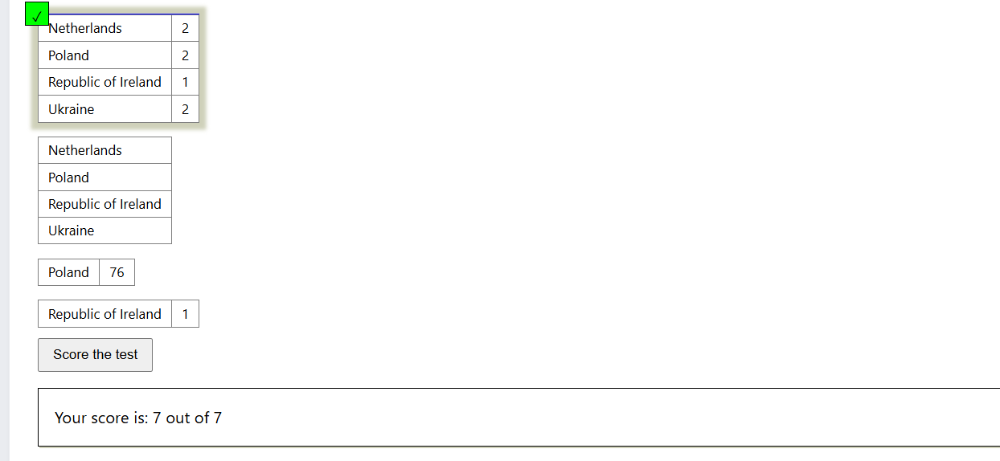 ✓
Netherlands 2
Poland 2
Republic of Ireland 1
Ukraine 2
Netherlands
Poland
Republic of Ireland
Ukraine
Poland 76
Republic of Ireland 1
Score the test
Your score is: 7 out of 7